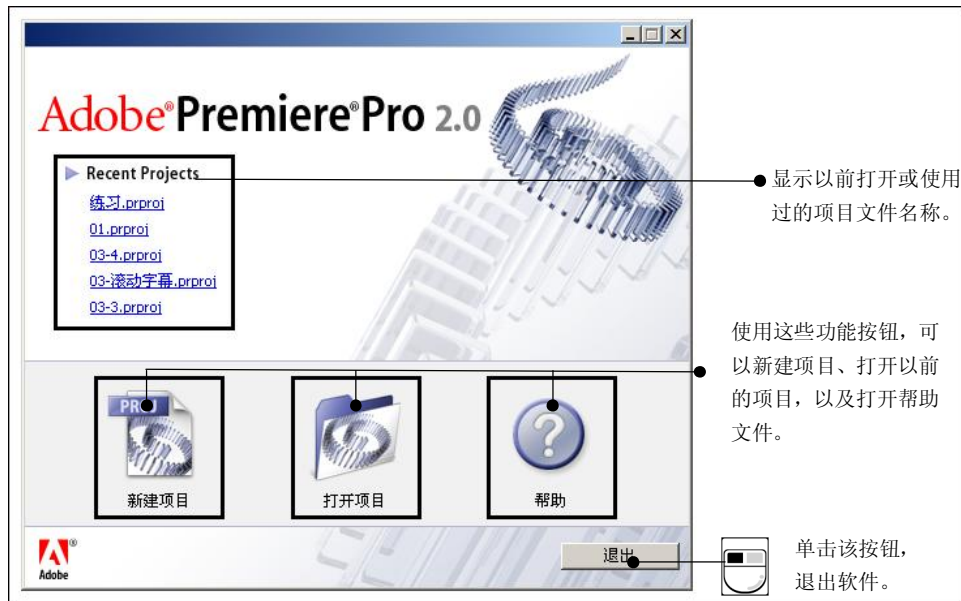 Adobe®Premiere®Pro 2.0
Recent Projects
练习.prproj
01.prproj
03-4.prproj
03-滚动字幕.prproj
03-3.prproj
显示以前打开或使用
过的项目文件名称。
使用这些功能按钮，可
以新建项目、打开以前
的项目，以及打开帮助
文件。
PROJ
新建项目
打开项目
帮助
Adobe®
退出
单击该按钮，
退出软件。